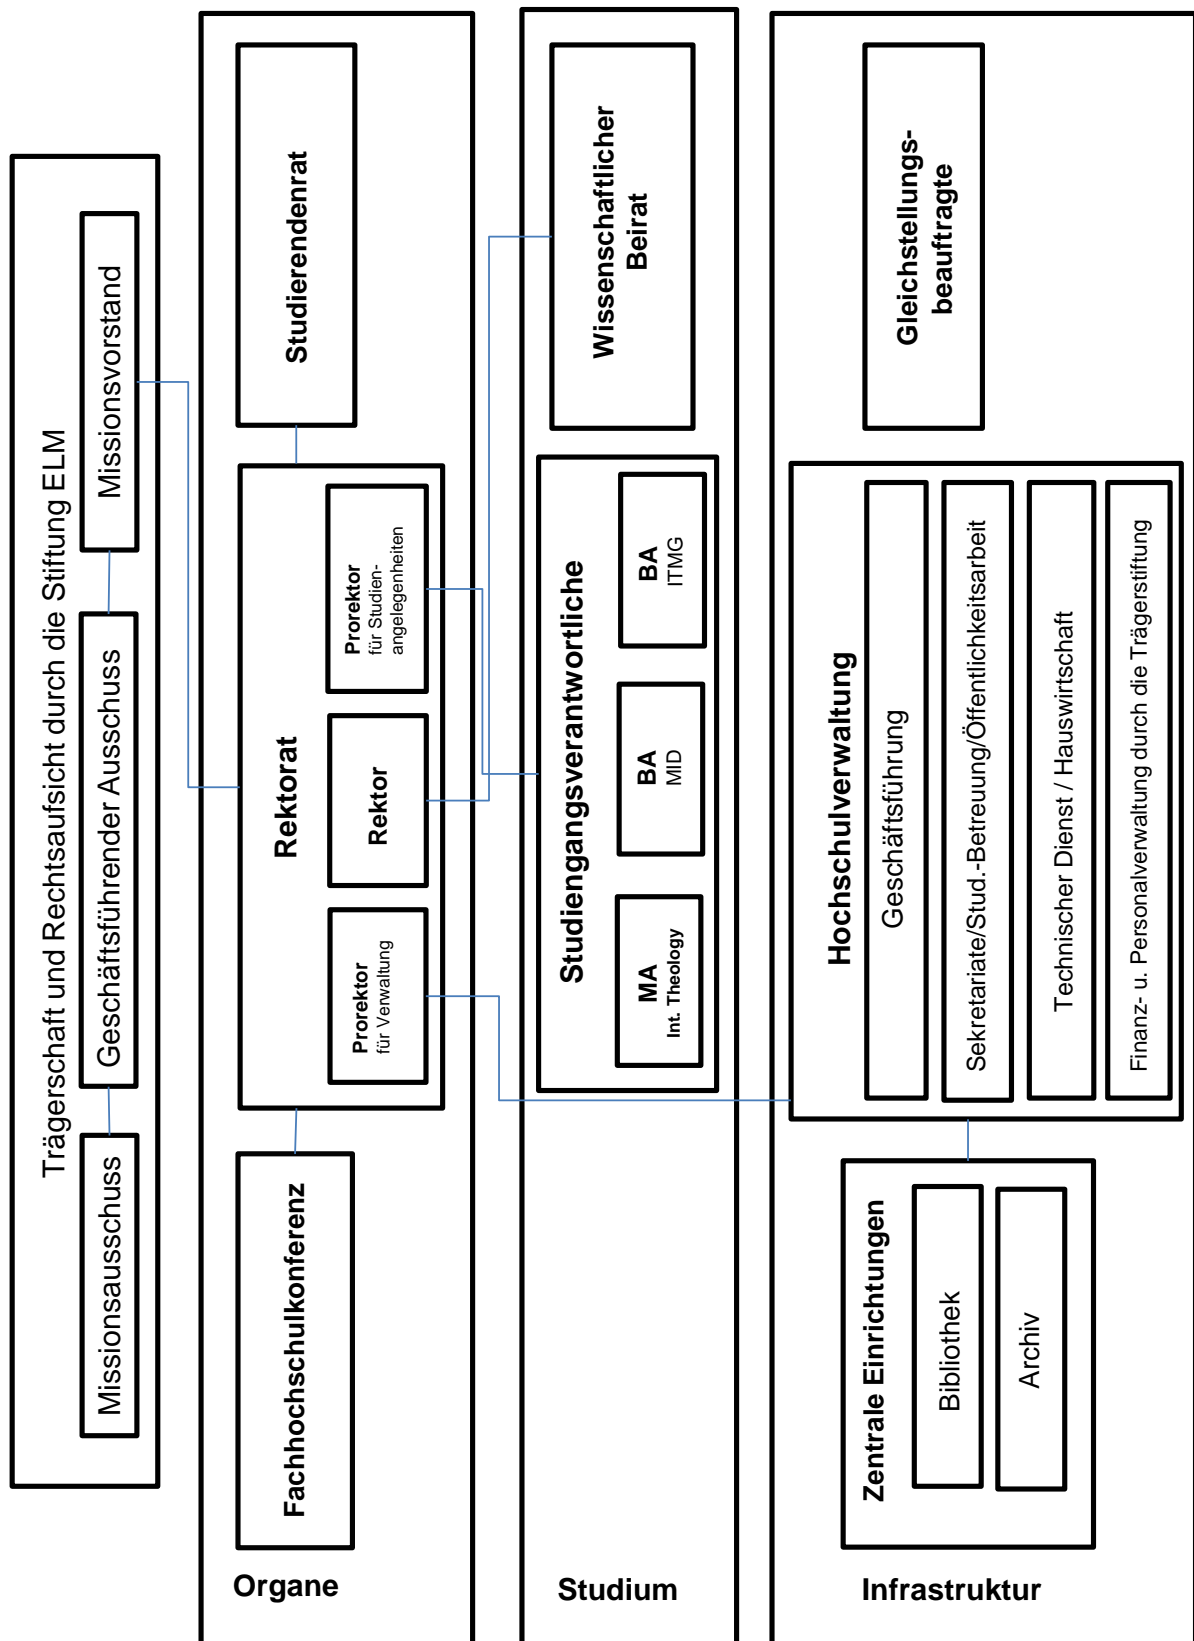 Trägerschaft und Rechtsaufsicht durch die Stiftung ELM
Missionsausschuss
Geschäftsführender Ausschuss
Missionsvorstand
Organe
Fachhochschulkonferenz
Rektorat
Prorektor
für Verwaltung
Rektor
Prorektor
für Studien-
angelegenheiten
Studierendenrat
Studium
Studiengangsverantwortliche
MA
Int. Theology
BA
MID
BA
ITMG
Wissenschaftlicher
Beirat
Infrastruktur
Zentrale Einrichtungen
Bibliothek
Archiv
Hochschulverwaltung
Geschäftsführung
Sekretariate/Stud.-Betreuung/Öffentlichkeitsarbeit
Technischer Dienst / Hauswirtschaft
Finanz- u. Personalverwaltung durch die Trägerstiftung
Gleichstellungs-
beauftragte